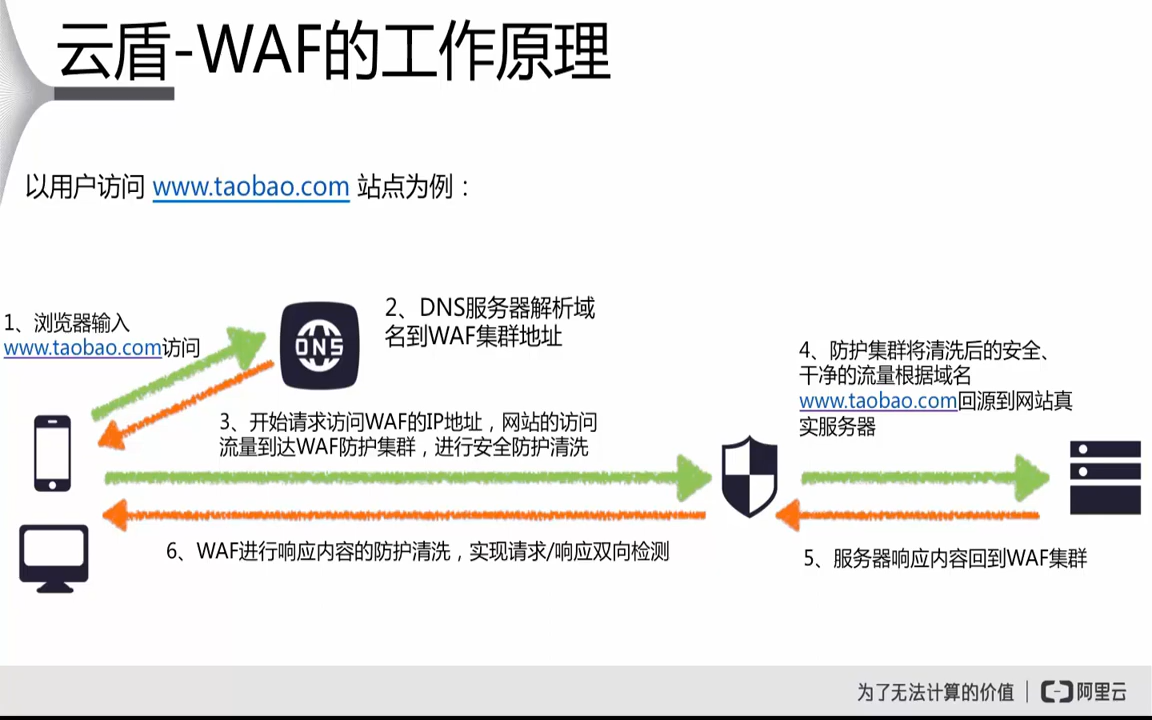 云盾-WAF的工作原理
以用户访问 www.taobao.com 站点为例：
1、浏览器输入
www.taobao.com访问
DNS
2、DNS服务器解析域
名到WAF集群地址
3、开始请求访问WAF的IP地址，网站的访问
流量到达WAF防护集群，进行安全防护清洗
4、防护集群将清洗后的安全、
干净的流量根据域名
www.taobao.com回源到网站真
实服务器
5、服务器响应内容回到WAF集群
6、WAF进行响应内容的防护清洗，实现请求/响应双向检测
为了无法计算的价值 | 阿里云